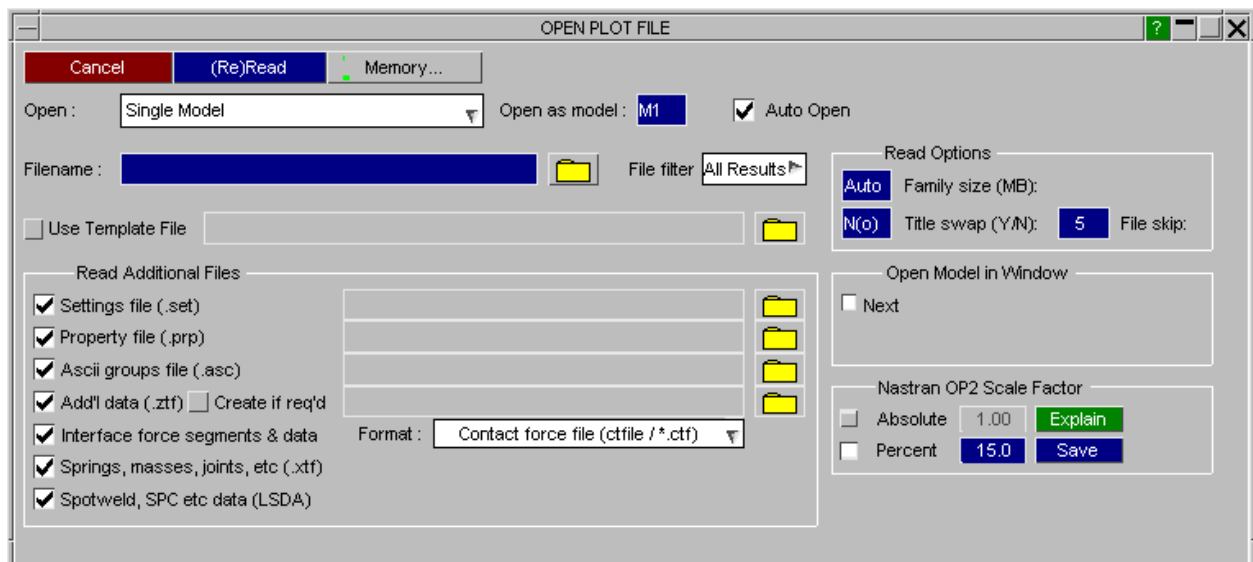 OPEN PLOT FILE ?
Cancel (Re)Read Memory...
Open : Single Model Open as model : M1 Auto Open
Filename : File filter All Results
Use Template File
Read Options
Auto Family size (MB):
N(o) Title swap (Y/N): 5 File skip:
Read Additional Files
Settings file (.set)
Property file (.prp)
Ascii groups file (.asc)
Add'l data (.ztf) Create if req'd
Interface force segments & data Format : Contact force file (ctfile / *.ctf)
Springs, masses, joints, etc (.xtf)
Spotweld, SPC etc data (LSDA)
Open Model in Window
Next
Nastran OP2 Scale Factor
Absolute 1.00 Explain
Percent 15.0 Save